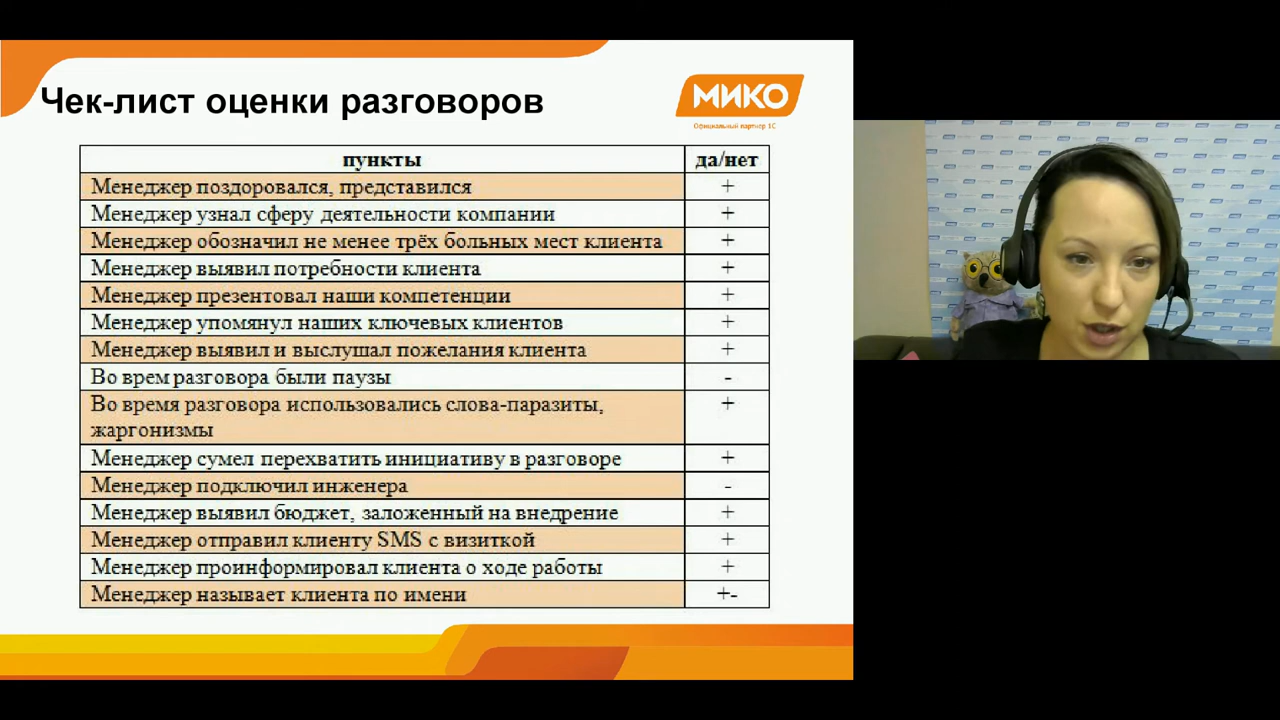 Чек-лист оценки разговоров
МИКО
Официальный партнер 1С
пункты да/нет
Менеджер поздоровался, представился +
Менеджер узнал сферу деятельности компании +
Менеджер обозначил не менее трёх больных мест клиента +
Менеджер выявил потребности клиента +
Менеджер презентовал наши компетенции +
Менеджер упомянул наших ключевых клиентов +
Менеджер выявил и выслушал пожелания клиента +
Во врем разговора были паузы -
Во время разговора использовались слова-паразиты, +
жаргонизмы
Менеджер сумел перехватить инициативу в разговоре +
Менеджер подключил инженера -
Менеджер выявил бюджет, заложенный на внедрение +
Менеджер отправил клиенту SMS с визиткой +
Менеджер проинформировал клиента о ходе работы +
Менеджер называет клиента по имени +-